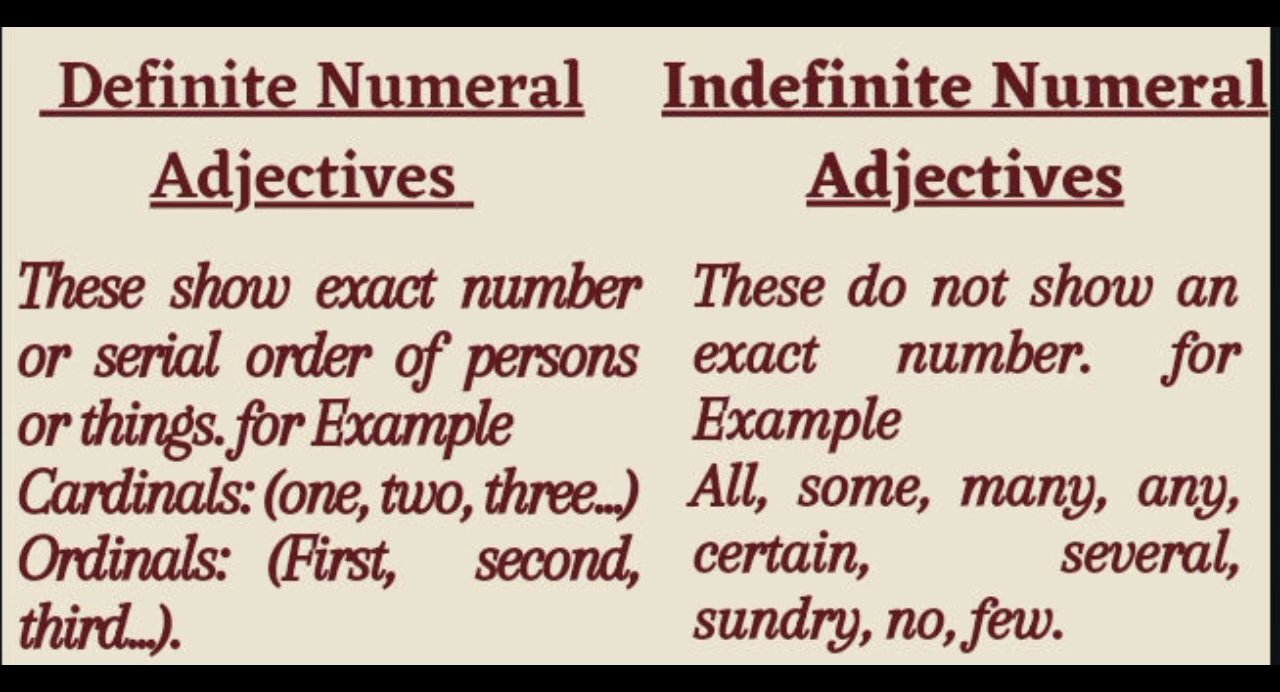 Definite Numeral
Adjectives
These show exact number
or serial order of persons
or things. for Example
Cardinals: (one, two, three...)
Ordinals: (First, second,
third...).
Indefinite Numeral
Adjectives
These do not show an
exact number. for
Example
All, some, many, any,
certain, several,
sundry, no, few.